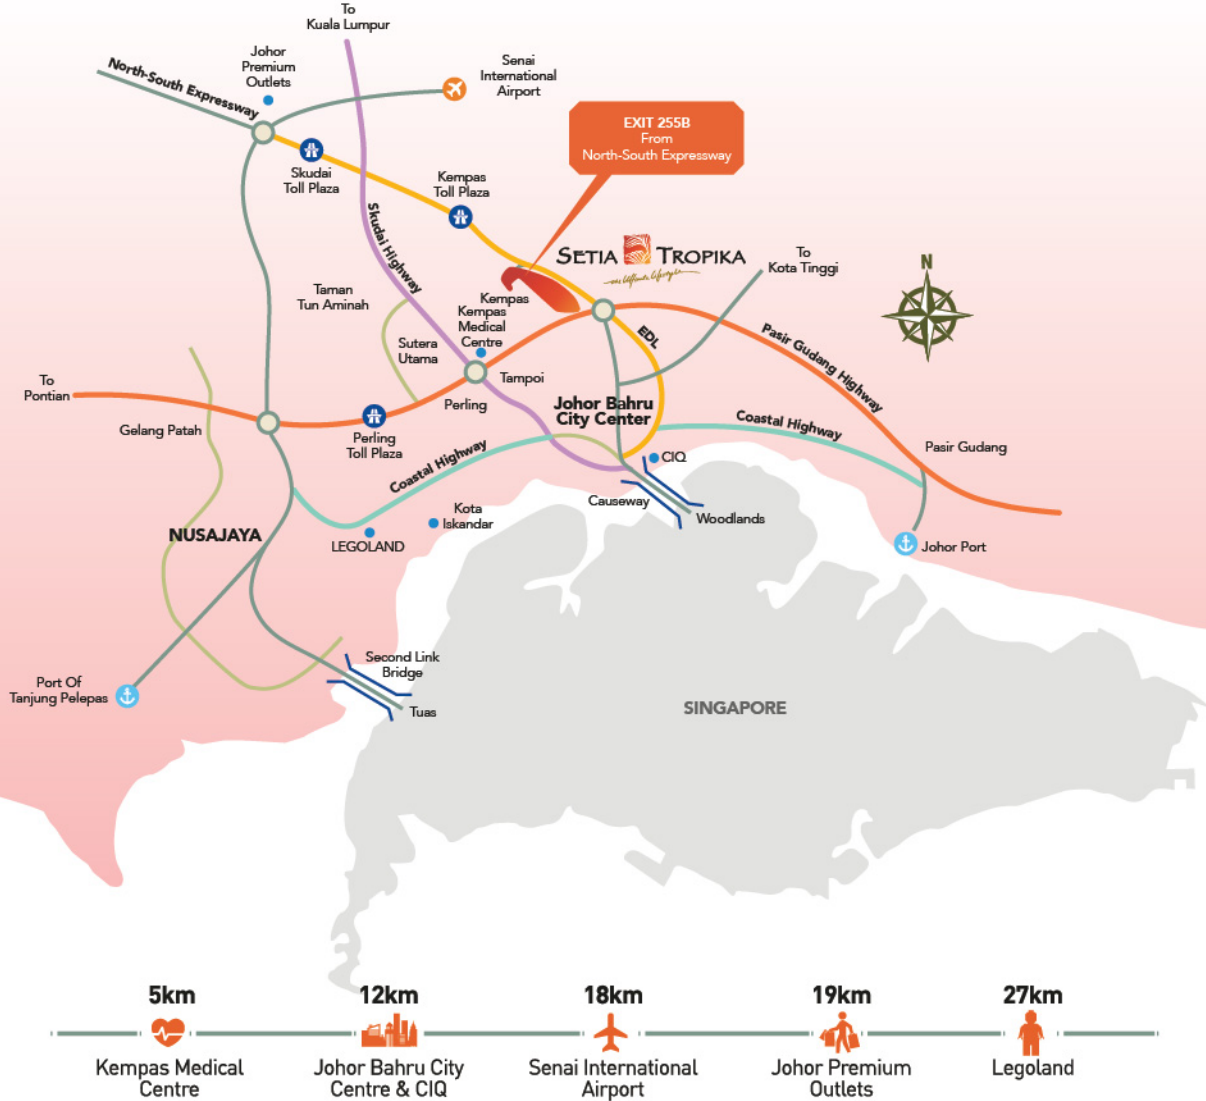 To
Kuala Lumpur
Johor
Premium
Outlets
Senai
International
Airport
North-South Expressway
EXIT 255B
From
North-South Expressway
Skudai
Toll Plaza
Kempas
Toll Plaza
Skudai Highway
SETIA TROPIKA
To
Kota Tinggi
N
Taman
Tun Aminah
Kempas
Kempas
Medical
Centre
Sutera
Utama
EDL
Pasir Gudang Highway
To
Pontian
Tampoi
Perling
Johor Bahru
City Center
Coastal Highway
Gelang Patah
Perling
Toll Plaza
Coastal Highway
Pasir Gudang
CIQ
Causeway
Woodlands
Kota
Iskandar
NUSAJAYA
LEGOLAND
Johor Port
Second Link
Bridge
Port Of
Tanjung Pelepas
Tuas
SINGAPORE
5km
12km
18km
19km
27km
Kempas Medical
Centre
Johor Bahru City
Centre & CIQ
Senai International
Airport
Johor Premium
Outlets
Legoland